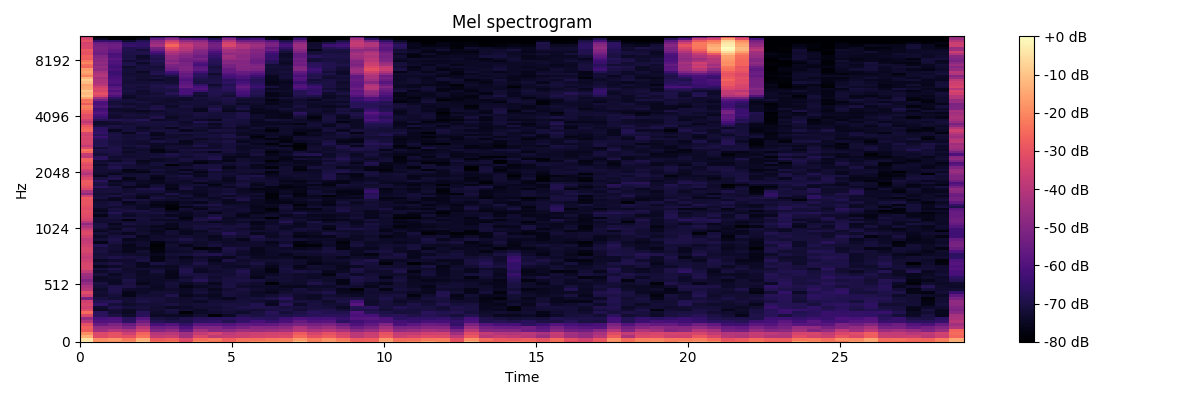 Mel spectrogram
Hz
8192
4096
2048
1024
512
0
0 5 10 15 20 25
Time
+0 dB
-10 dB
-20 dB
-30 dB
-40 dB
-50 dB
-60 dB
-70 dB
-80 dB